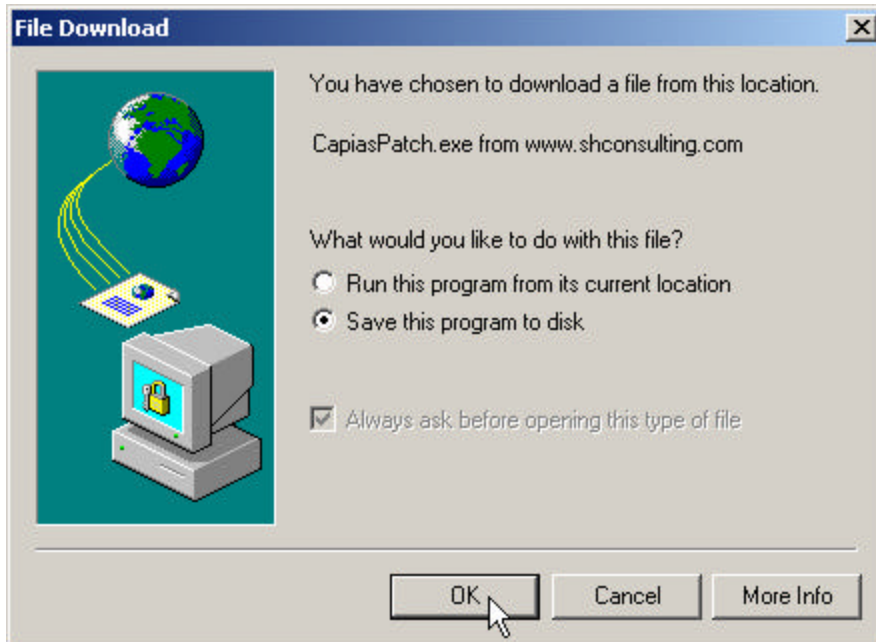 File Download
You have chosen to download a file from this location.
CapiasPatch.exe from www.shconsulting.com
What would you like to do with this file?
Run this program from its current location
Save this program to disk
Always ask before opening this type of file
OK
Cancel
More Info